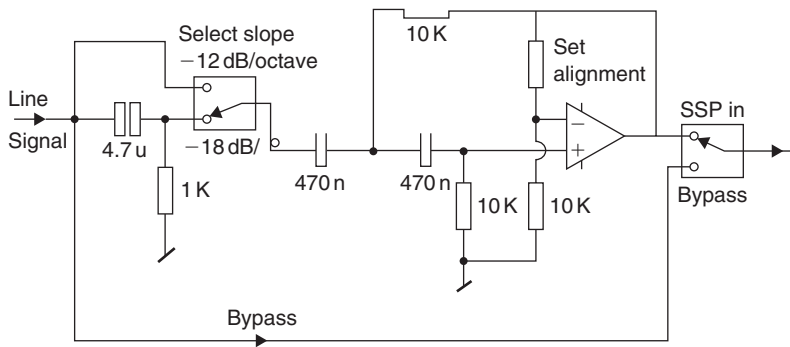 Select slope
−12 dB/octave
10 K
Set
alignment
Line
Signal
SSP in
−
+
4.7 u
−18 dB/
470 n
470 n
1 K
10 K
10 K
Bypass
Bypass